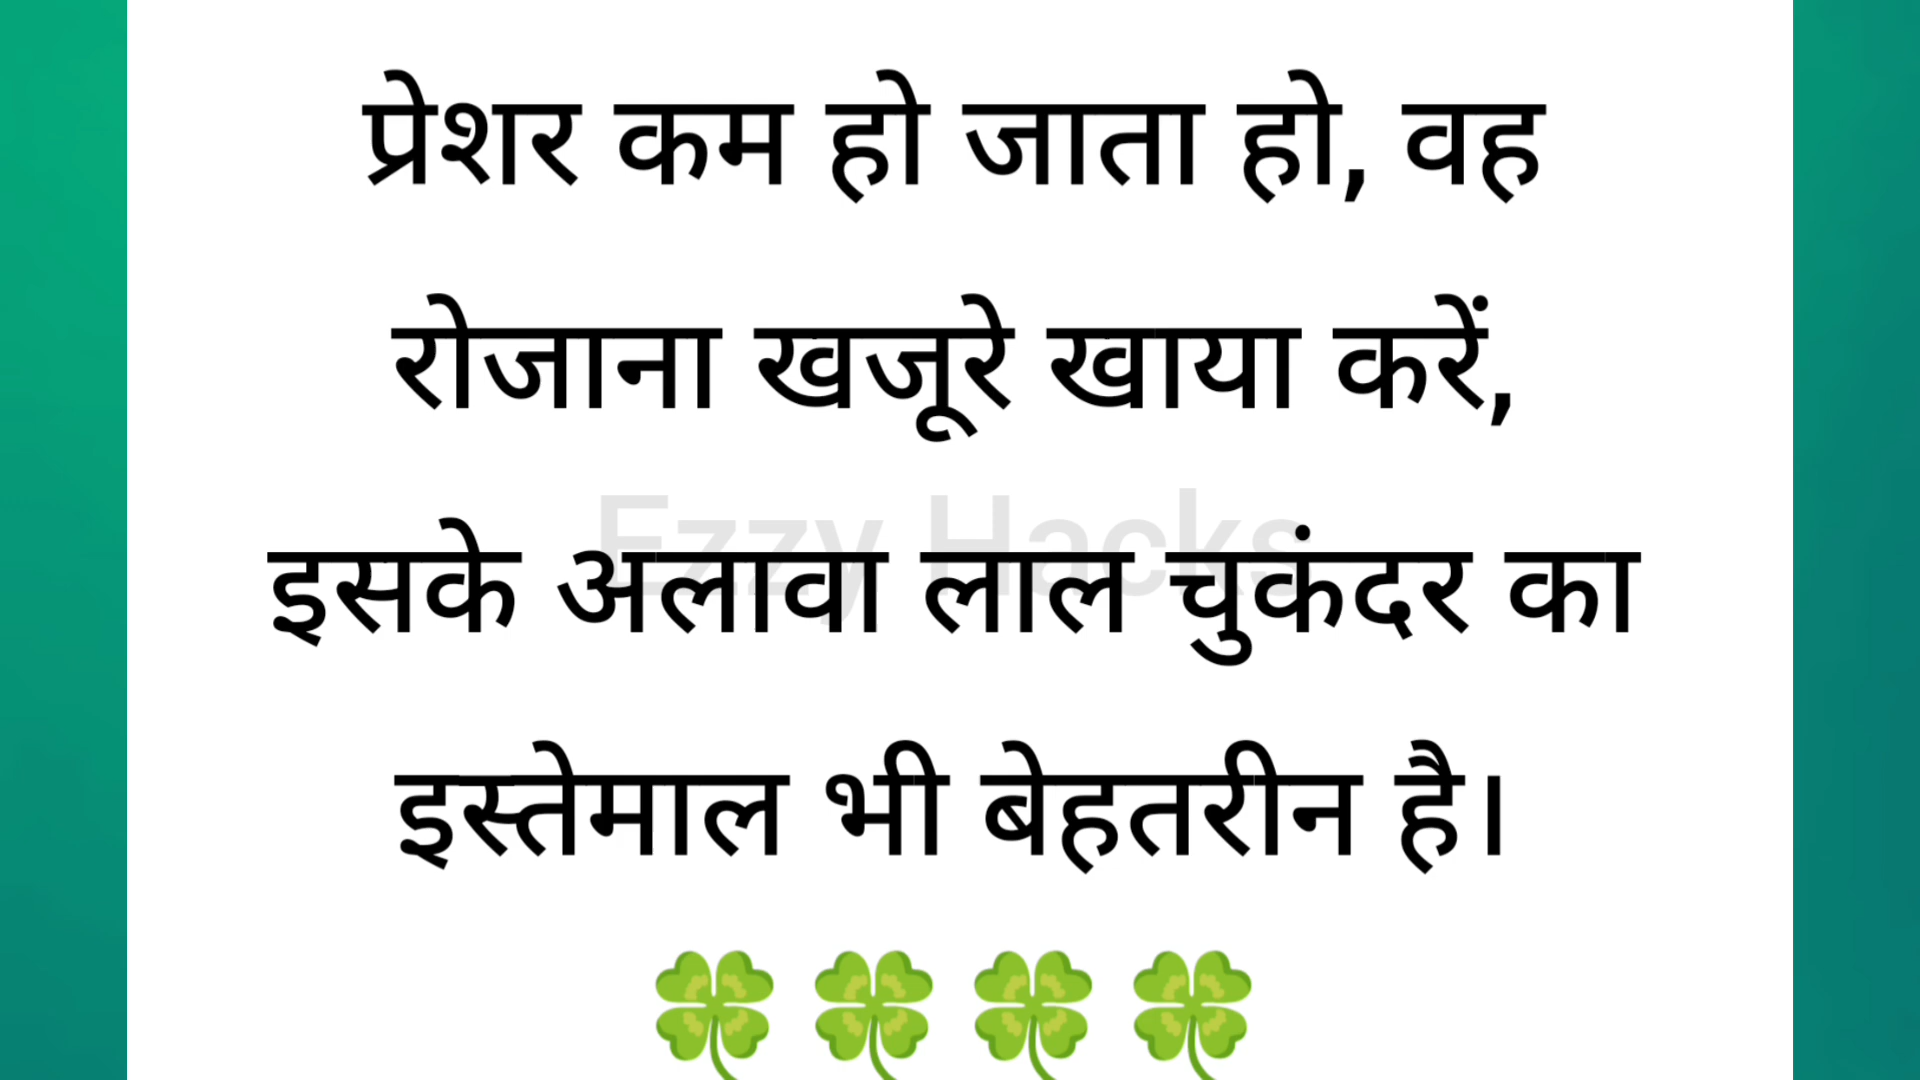 प्रेशर कम हो जाता हो, वह
रोजाना खजूरे खाया करें,
Ezzy Hacks
इसके अलावा लाल चुकंदर का
इस्तेमाल भी बेहतरीन है।